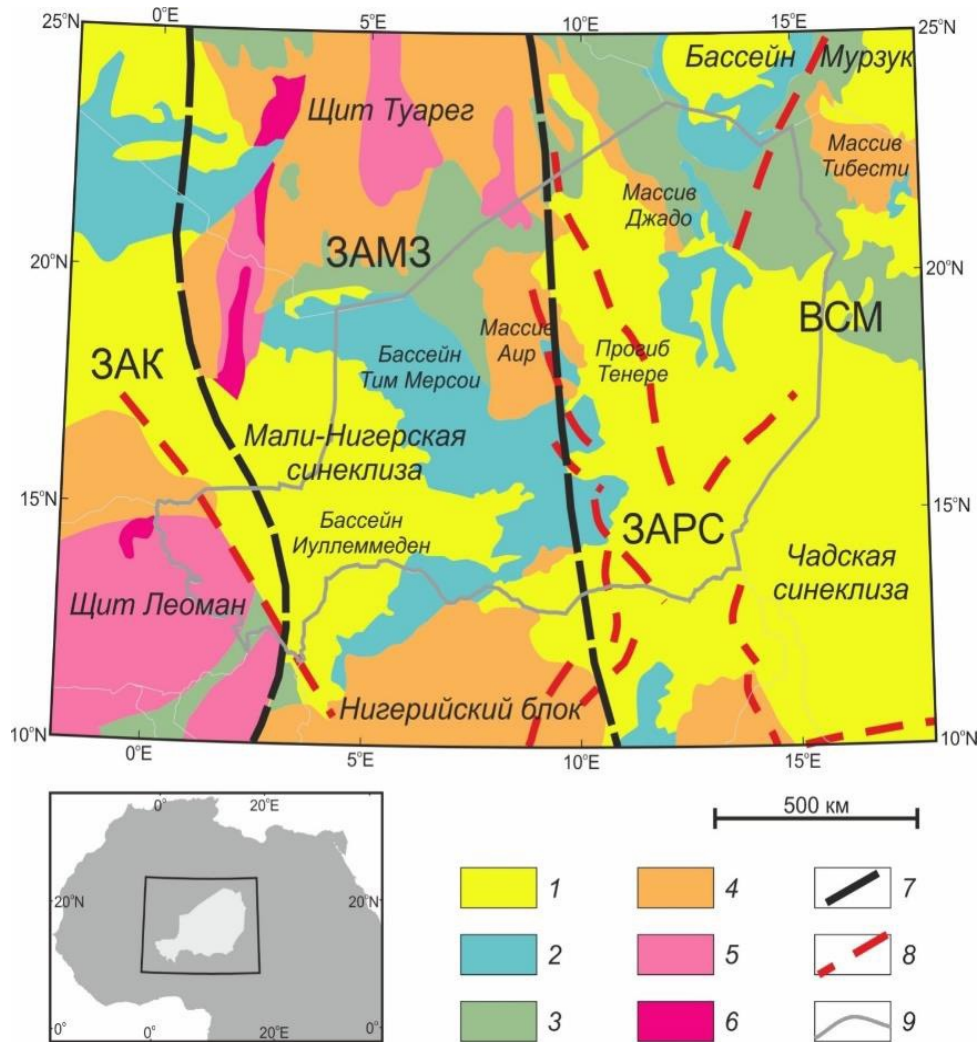 0°E 5°E 10°E 15°E
25°N 25°N
Бассейн Мурзук
Щит Туарег
Массив
Тибести
Массив
Джадо
20°N 20°N
ЗАМЗ
ВСМ
Массив
Аир
Прогиб
Тенере
Бассейн
Тим Мерсои
ЗАК
Мали-Нигерская
синеклиза
15°N 15°N
Бассейн
Иуллеммеден
ЗАРС
Чадская
синеклиза
Щит Леоман
Нигерийский блок
10°N 10°N
0°E 5°E 10°E 15°E
500 км
0° 20°E
20°N 20°N
0° 0°
0° 20°E
1 4 7
2 5 8
3 6 9